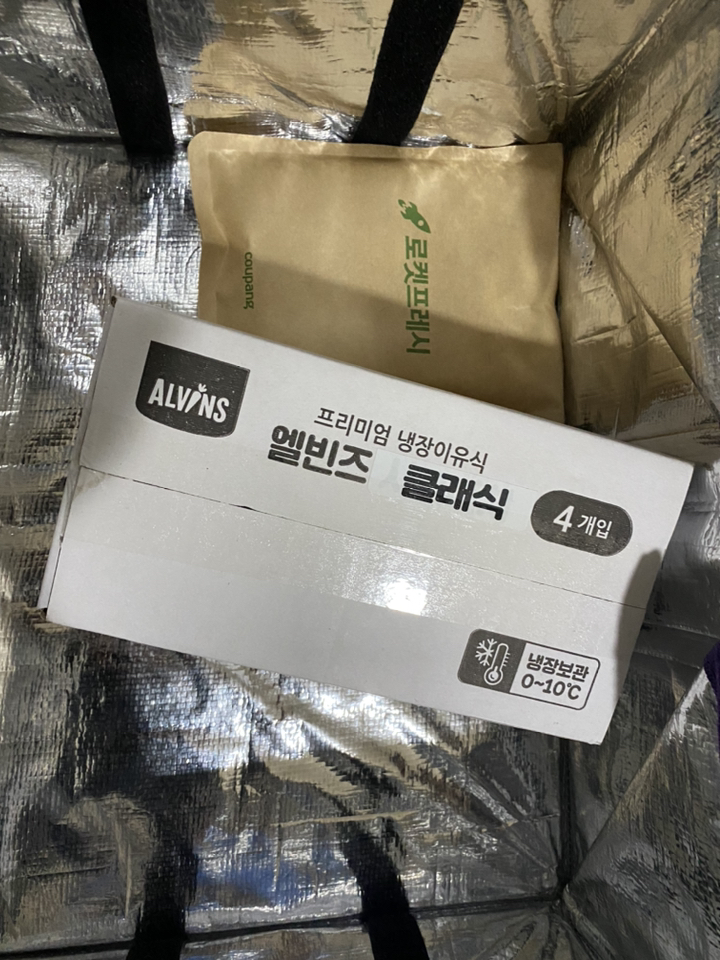 로켓프레시
coupang
ALVINS
프리미엄 냉장이유식
엘빈즈 클래식
4개입
냉장보관
0~10℃